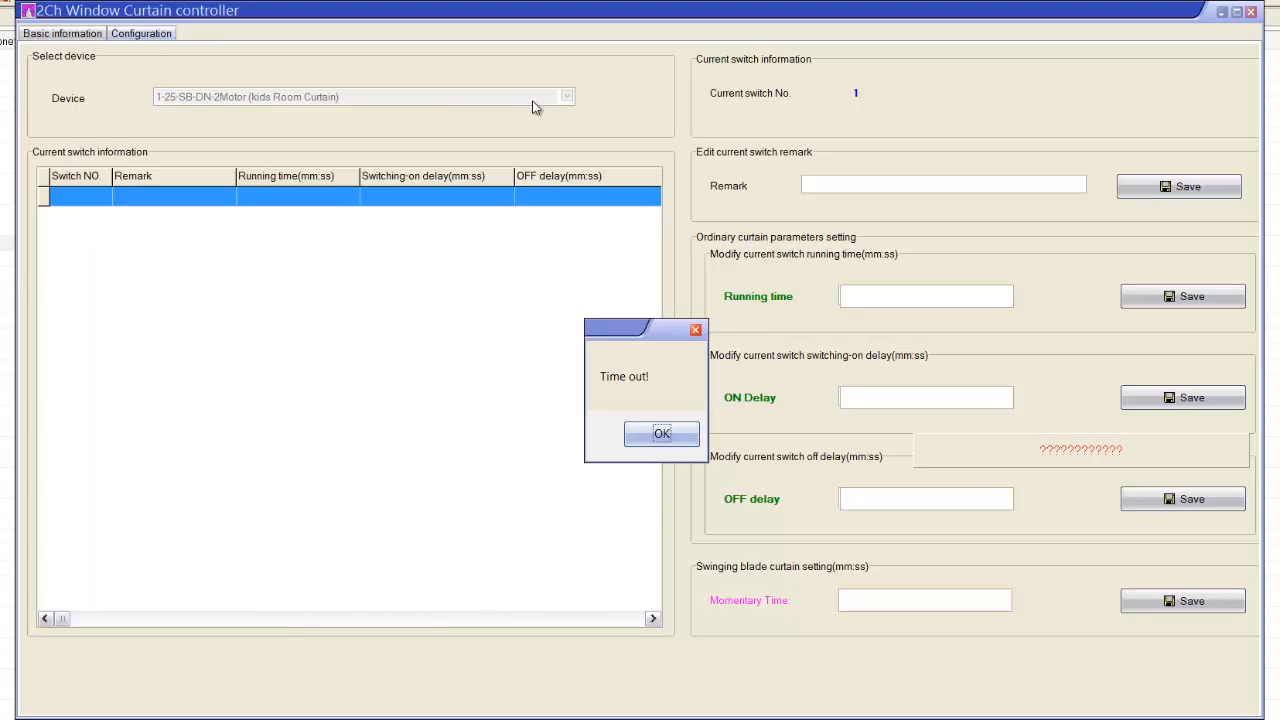 2Ch Window Curtain controller
Basic information
Configuration
Select device
Device
1-25-SB-DN-2Motor (kids Room Curtain)
Current switch information
Switch NO.
Remark
Running time(mm:ss)
Switching-on delay(mm:ss)
OFF delay(mm:ss)
Current switch information
Current switch No.
1
Edit current switch remark
Remark
Save
Ordinary curtain parameters setting
Modify current switch running time(mm:ss)
Running time
Save
Modify current switch switching-on delay(mm:ss)
ON Delay
Save
????????????
Modify current switch off delay(mm:ss)
OFF delay
Save
Swinging blade curtain setting(mm:ss)
Momentary Time:
Save
Time out!
OK